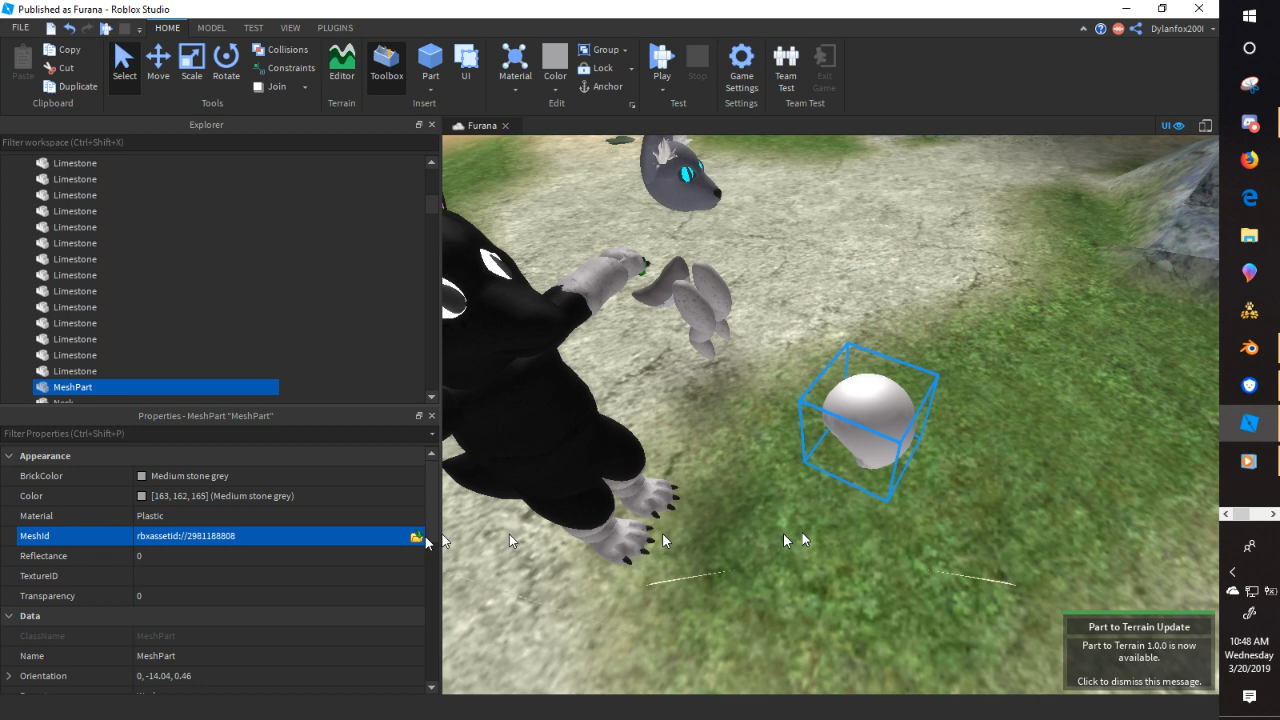 Published as Furana - Roblox Studio
FILE HOME MODEL TEST VIEW PLUGINS
Dylanfox200l
Paste
Copy
Cut
Duplicate
Clipboard
Select Move Scale Rotate
Collisions
Constraints
Join
Tools
Editor
Terrain
Toolbox Part UI
Insert
Material Color
Group
Lock
Anchor
Edit
Play Stop
Test
Game Settings
Settings
Team Test
Exit Game
Team Test
Explorer
Filter workspace (Ctrl+Shift+X)
Limestone
Limestone
Limestone
Limestone
Limestone
Limestone
Limestone
Limestone
Limestone
Limestone
Limestone
Limestone
Limestone
Limestone
MeshPart
Neck
Properties - MeshPart "MeshPart"
Filter Properties (Ctrl+Shift+P)
Appearance
BrickColor Medium stone grey
Color [163, 162, 165] (Medium stone grey)
Material Plastic
MeshId rbxassetid://2981188808
Reflectance 0
TextureID
Transparency 0
Data
ClassName MeshPart
Name MeshPart
Orientation 0, -14.04, 0.46
Furana
UI
Part to Terrain Update
Part to Terrain 1.0.0 is now
available.
Click to dismiss this message.
10:48 AM
Wednesday
3/20/2019